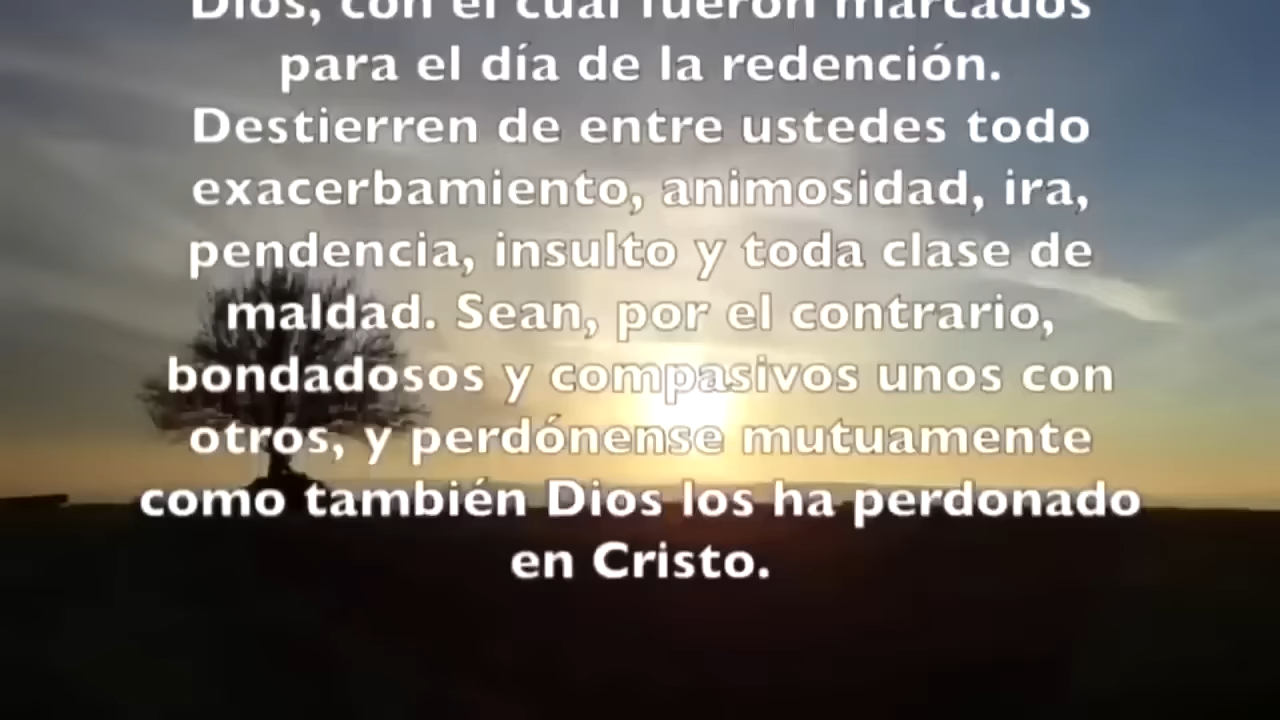 Dios, con el cual fueron marcados
para el día de la redención.
Destierren de entre ustedes todo
exacerbamiento, animosidad, ira,
pendencia, insulto y toda clase de
maldad. Sean, por el contrario,
bondadosos y compasivos unos con
otros, y perdónense mutuamente
como también Dios los ha perdonado
en Cristo.